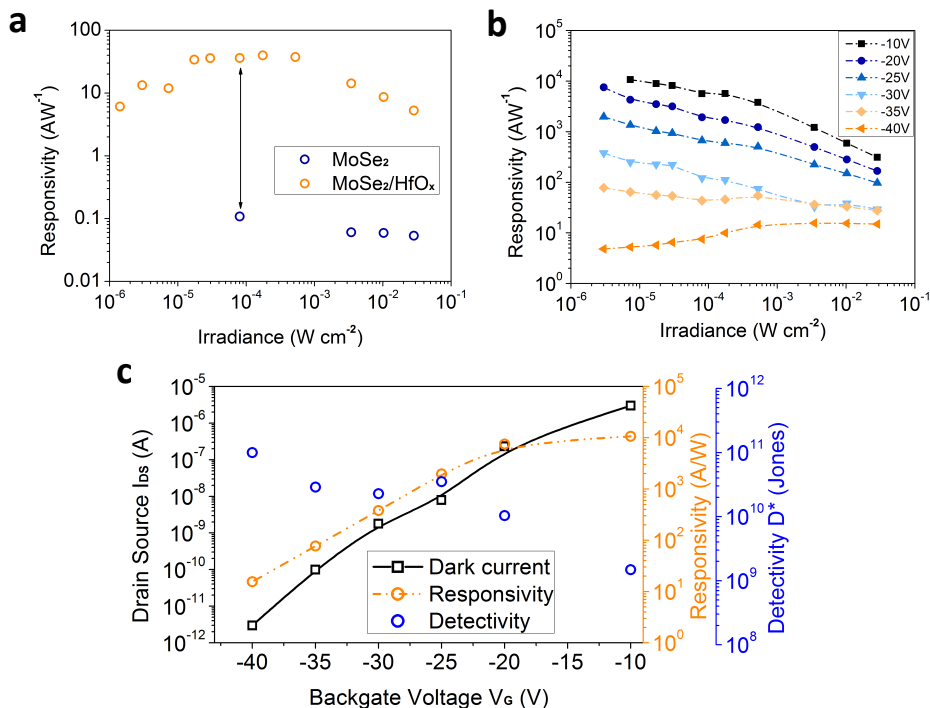 a
Responsivity (AW⁻¹)
100
10
1
0.1
0.01
MoSe₂
MoSe₂/HfOₓ
10⁻⁶
10⁻⁵
10⁻⁴
10⁻³
10⁻²
10⁻¹
Irradiance (W cm⁻²)
b
Responsivity (AW⁻¹)
10⁵
10⁴
10³
10²
10¹
10⁰
-10V
-20V
-25V
-30V
-35V
-40V
10⁻⁶
10⁻⁵
10⁻⁴
10⁻³
10⁻²
10⁻¹
Irradiance (W cm⁻²)
c
Drain Source IDS (A)
10⁻⁵
10⁻⁶
10⁻⁷
10⁻⁸
10⁻⁹
10⁻¹⁰
10⁻¹¹
10⁻¹²
Dark current
Responsivity
Detectivity
-40
-35
-30
-25
-20
-15
-10
Backgate Voltage VG (V)
10⁵
10⁴
10³
10²
10¹
10⁰
Responsivity (A/W)
10¹²
10¹¹
10¹⁰
10⁹
10⁸
Detectivity D* (Jones)